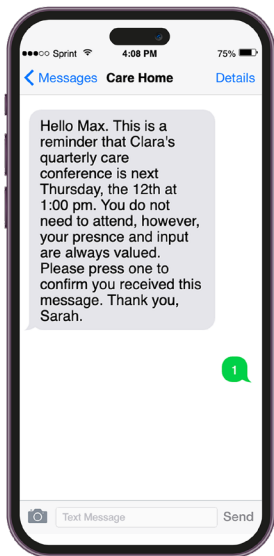 Sprint 4:08 PM 75%
Messages Care Home Details
Hello Max. This is a
reminder that Clara's
quarterly care
conference is next
Thursday, the 12th at
1:00 pm. You do not
need to attend, however,
your presnce and input
are always valued.
Please press one to
confirm you received this
message. Thank you,
Sarah.
1
Text Message Send